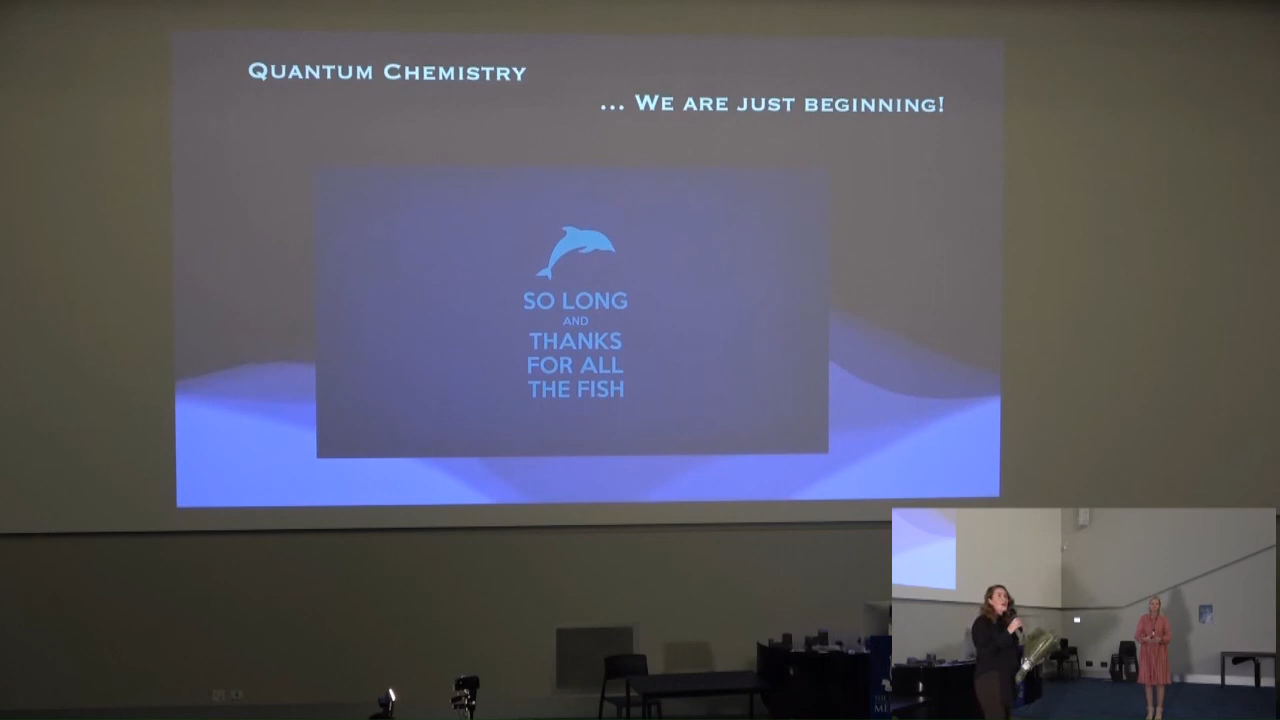 QUANTUM CHEMISTRY
... WE ARE JUST BEGINNING!
SO LONG
AND
THANKS
FOR ALL
THE FISH